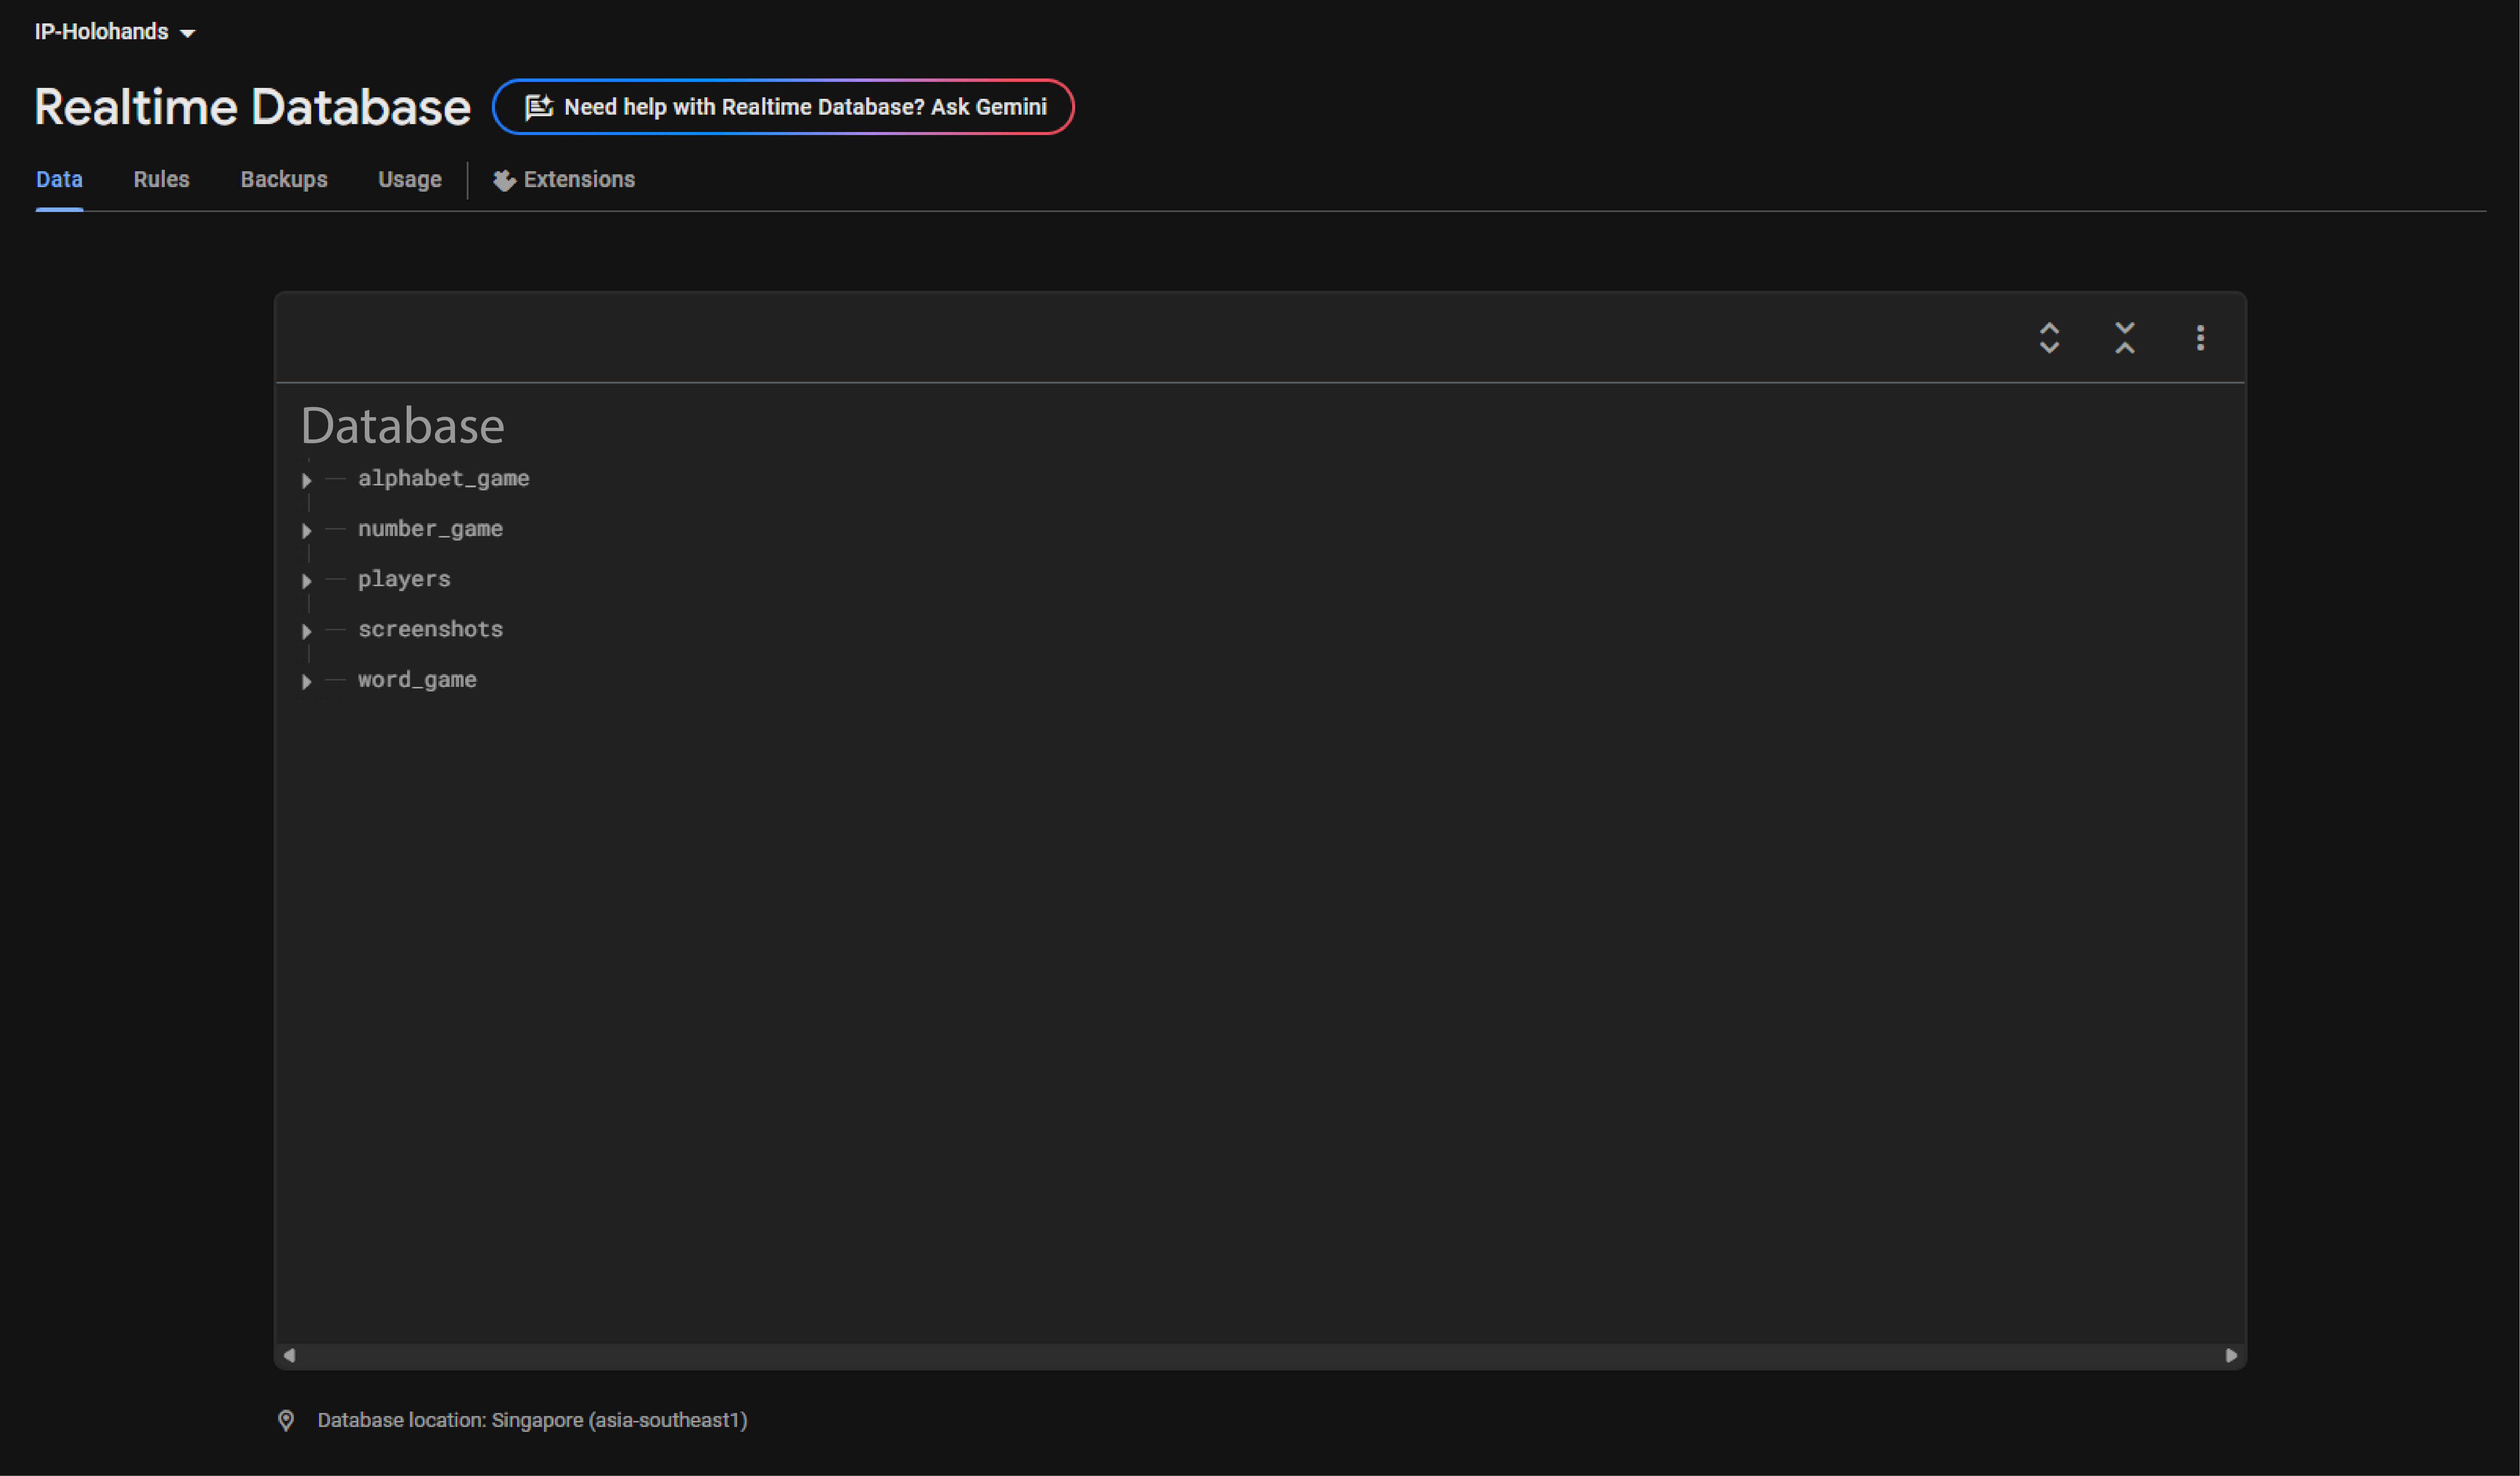 IP-Holohands
Realtime Database
Need help with Realtime Database? Ask Gemini
Data Rules Backups Usage Extensions
Database
alphabet_game
number_game
players
screenshots
word_game
Database location: Singapore (asia-southeast1)